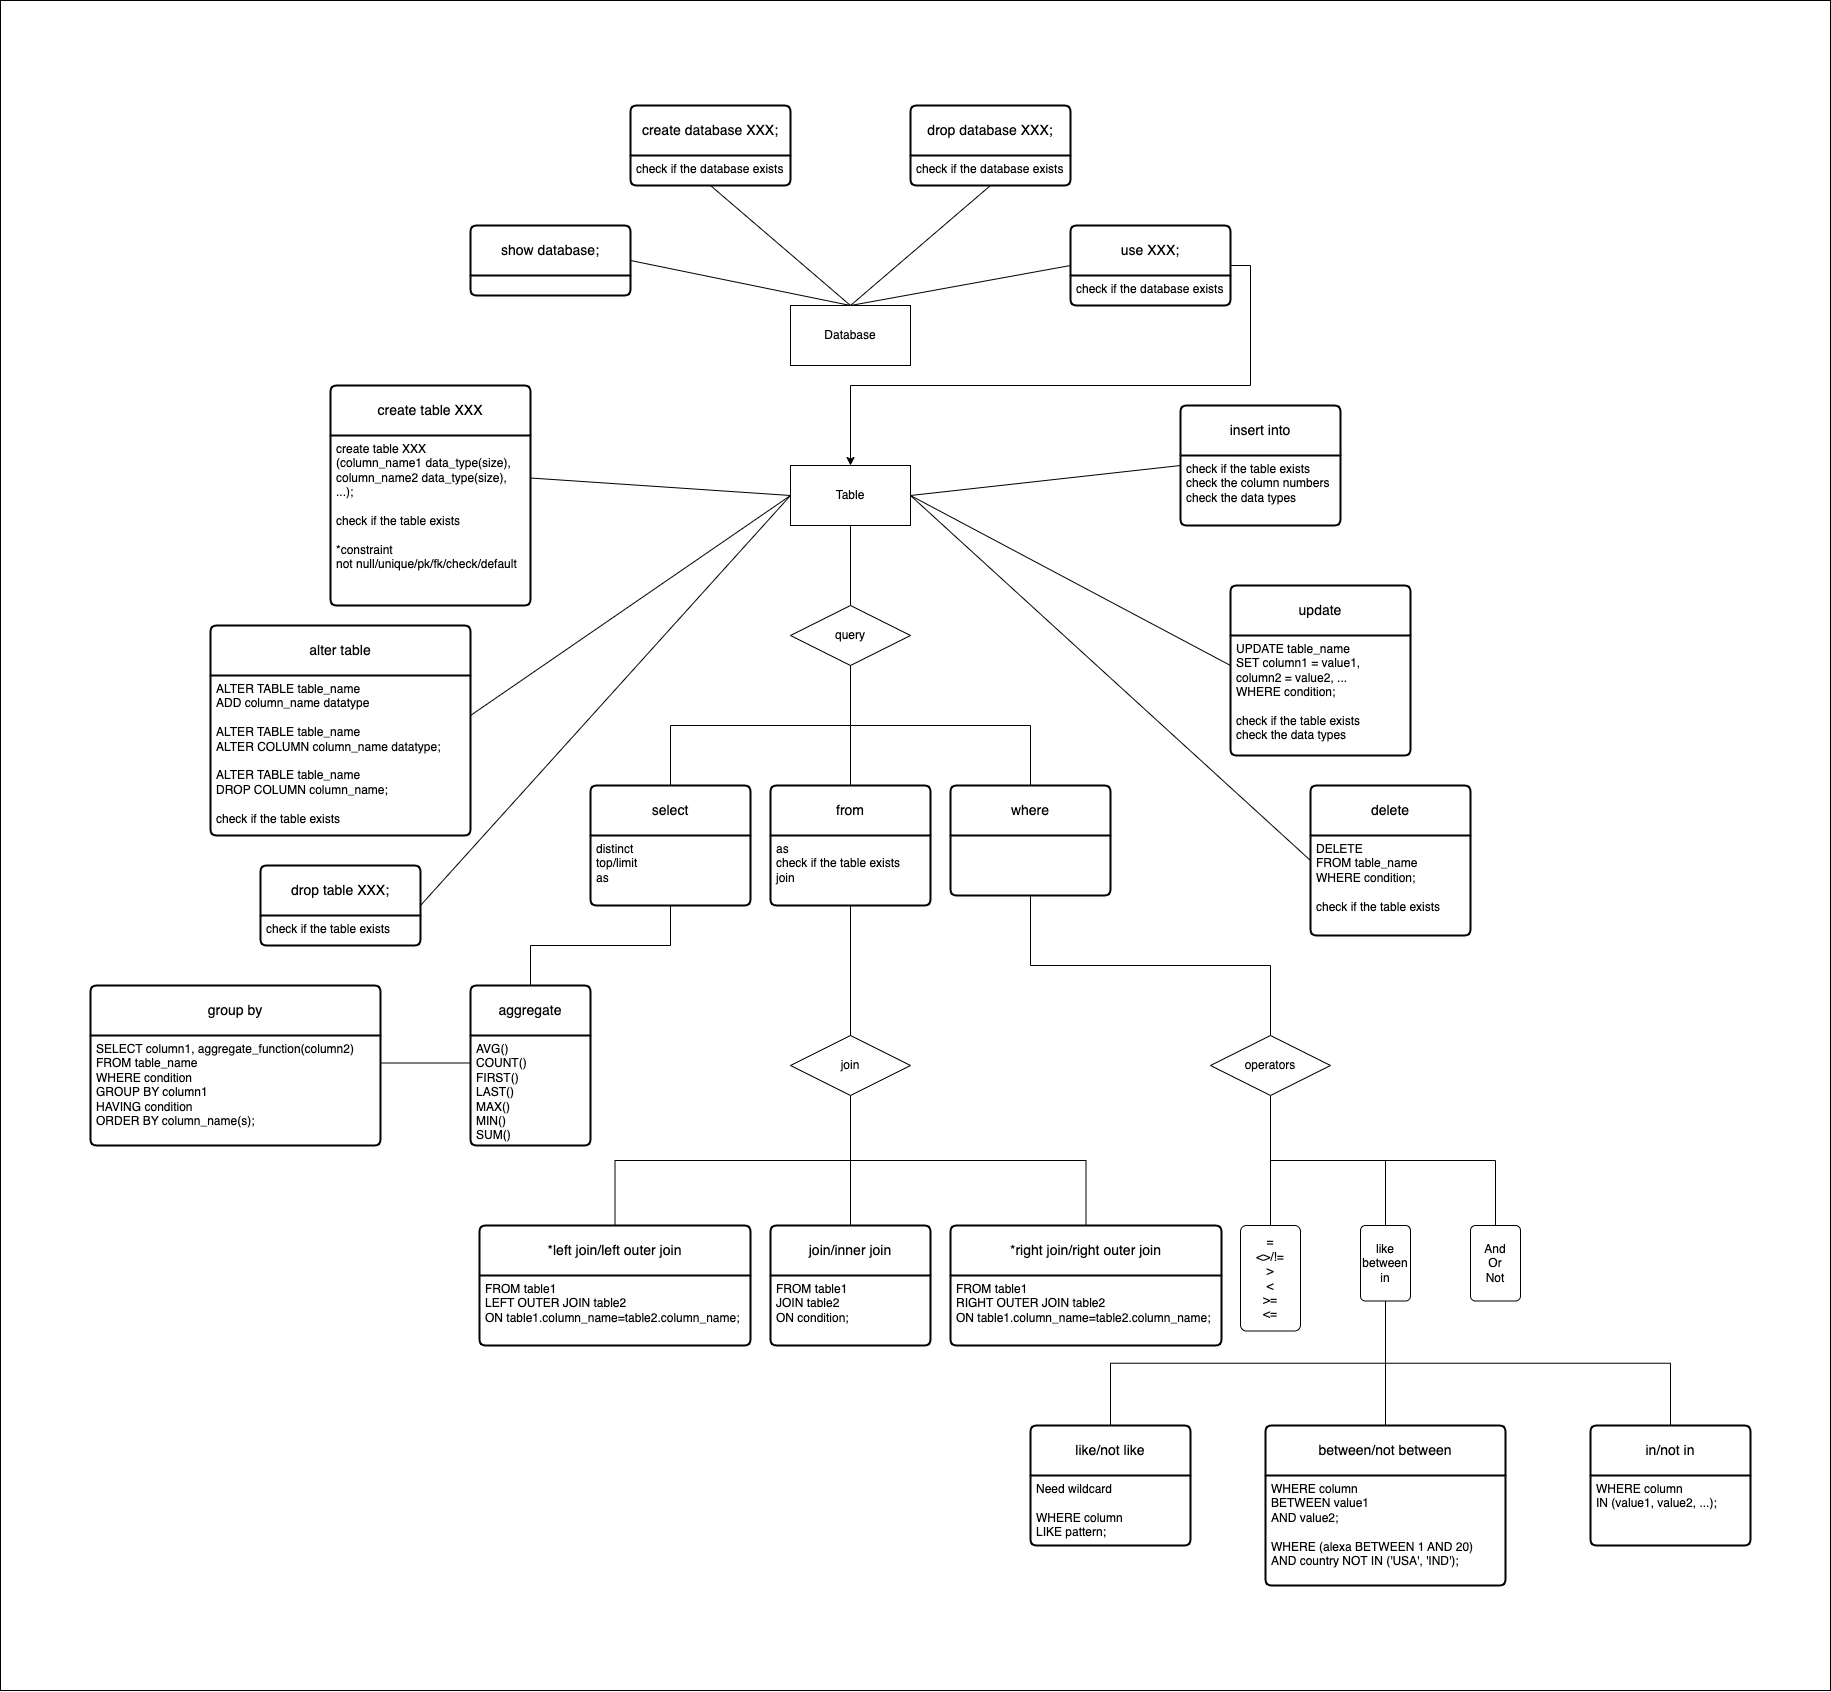 create database XXX;
check if the database exists
drop database XXX;
check if the database exists
show database;
use XXX;
check if the database exists
Database
create table XXX
create table XXX
(column_name1 data_type(size),
column_name2 data_type(size),
...);
check if the table exists
*constraint
not null/unique/pk/fk/check/default
Table
insert into
check if the table exists
check the column numbers
check the data types
query
update
UPDATE table_name
SET column1 = value1,
column2 = value2, ...
WHERE condition;
check if the table exists
check the data types
alter table
ALTER TABLE table_name
ADD column_name datatype
ALTER TABLE table_name
ALTER COLUMN column_name datatype;
ALTER TABLE table_name
DROP COLUMN column_name;
check if the table exists
select
distinct
top/limit
as
from
as
check if the table exists
join
where
delete
DELETE
FROM table_name
WHERE condition;
check if the table exists
drop table XXX;
check if the table exists
group by
SELECT column1, aggregate_function(column2)
FROM table_name
WHERE condition
GROUP BY column1
HAVING condition
ORDER BY column_name(s);
aggregate
AVG()
COUNT()
FIRST()
LAST()
MAX()
MIN()
SUM()
join
operators
*left join/left outer join
FROM table1
LEFT OUTER JOIN table2
ON table1.column_name=table2.column_name;
join/inner join
FROM table1
JOIN table2
ON condition;
*right join/right outer join
FROM table1
RIGHT OUTER JOIN table2
ON table1.column_name=table2.column_name;
=
<>/!=
>
<
>=
<=
like
between
in
And
Or
Not
like/not like
Need wildcard
WHERE column
LIKE pattern;
between/not between
WHERE column
BETWEEN value1
AND value2;
WHERE (alexa BETWEEN 1 AND 20)
AND country NOT IN ('USA', 'IND');
in/not in
WHERE column
IN (value1, value2, ...);